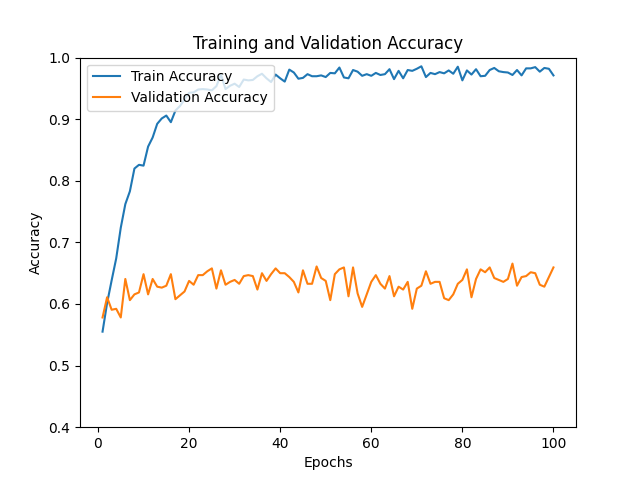 Training and Validation Accuracy
Train Accuracy
Validation Accuracy
1.0
0.9
0.8
0.7
0.6
0.5
0.4
Accuracy
0 20 40 60 80 100
Epochs